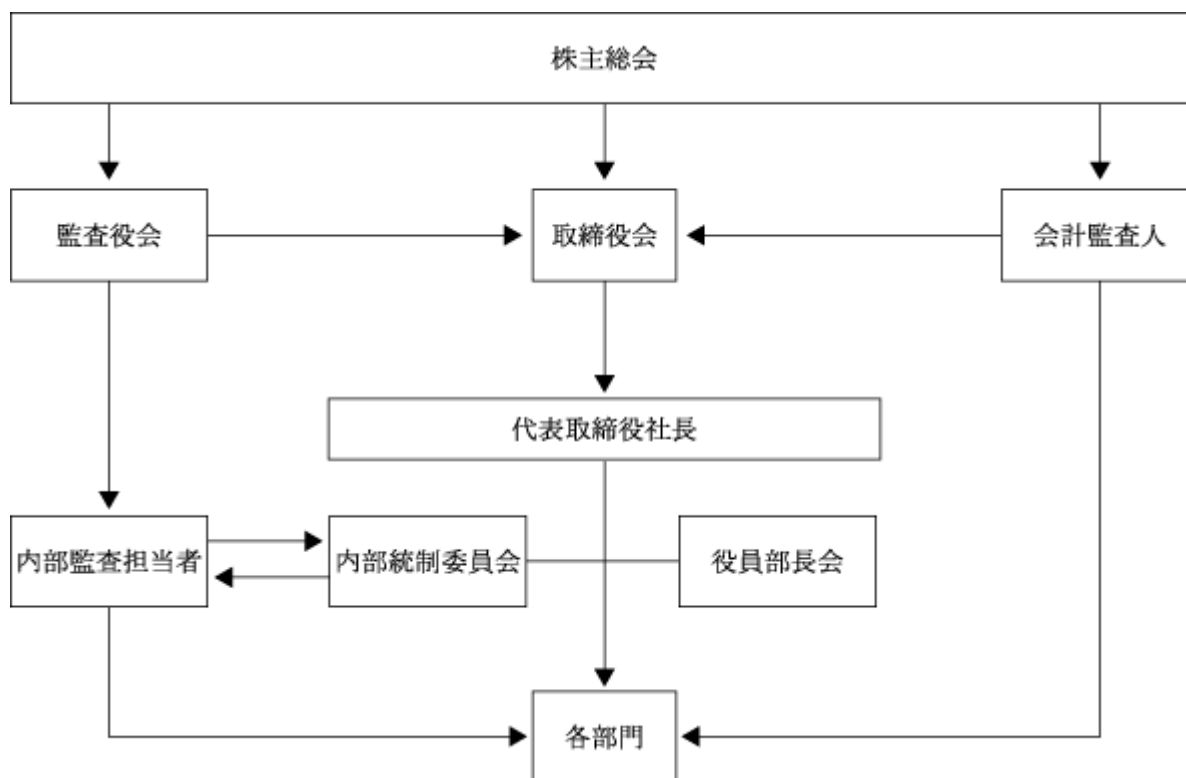 株主総会
監査役会
取締役会
会計監査人
代表取締役社長
内部監査担当者
内部統制委員会
役員部長会
各部門